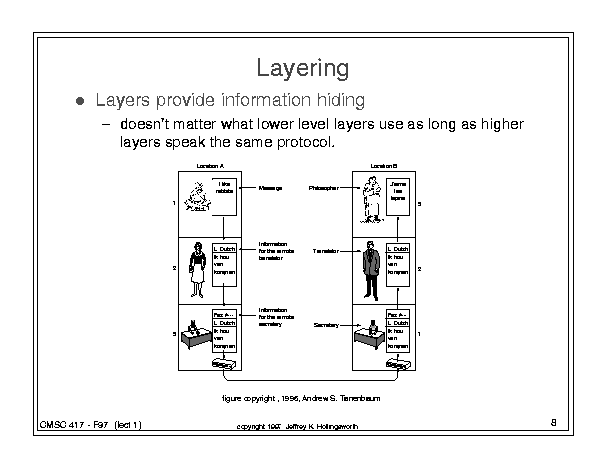 Layering
● Layers provide information hiding
– doesn't matter what lower level layers use as long as higher
layers speak the same protocol.
Location A
Location B
I like
rabbits
Message
Philosopher
J'aime
les
lapins
1
3
L: Dutch
Ik hou
van
konijnen
Information
for the remote
translator
Translator
L: Dutch
Ik hou
van
konijnen
2
2
Fax #---
L: Dutch
Ik hou
van
konijnen
Information
for the remote
secretary
Secretary
Fax #---
L: Dutch
Ik hou
van
konijnen
3
1
figure copyright , 1996, Andrew S. Tanenbaum
CMSC 417 - F97 (lect 1)
copyright 1997 Jeffrey K. Hollingsworth
8